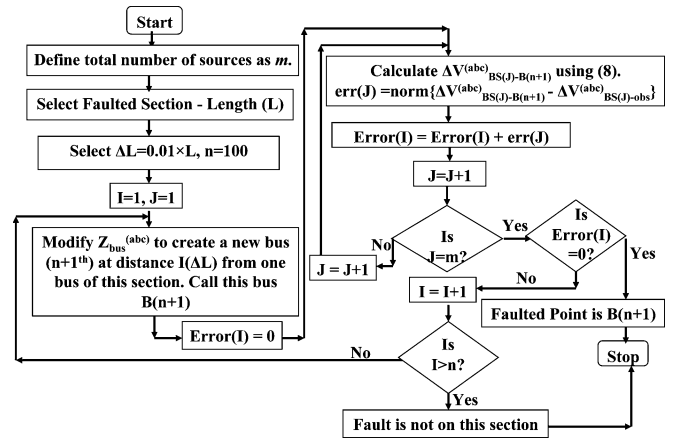 Start
Define total number of sources as m.
Select Faulted Section - Length (L)
Select ΔL=0.01×L, n=100
I=1, J=1
Modify Zbus(abc) to create a new bus
(n+1th) at distance I(ΔL) from one
bus of this section. Call this bus
B(n+1)
Error(I) = 0
Calculate ΔV(abc)BS(J)-B(n+1) using (8).
err(J) =norm{ΔV(abc)BS(J)-B(n+1) - ΔV(abc)BS(J)-obs}
Error(I) = Error(I) + err(J)
J=J+1
Is
J=m?
No
Yes
J = J+1
Is
Error(I)
=0?
Yes
No
I = I+1
Faulted Point is B(n+1)
Stop
Is
I>n?
No
Yes
Fault is not on this section